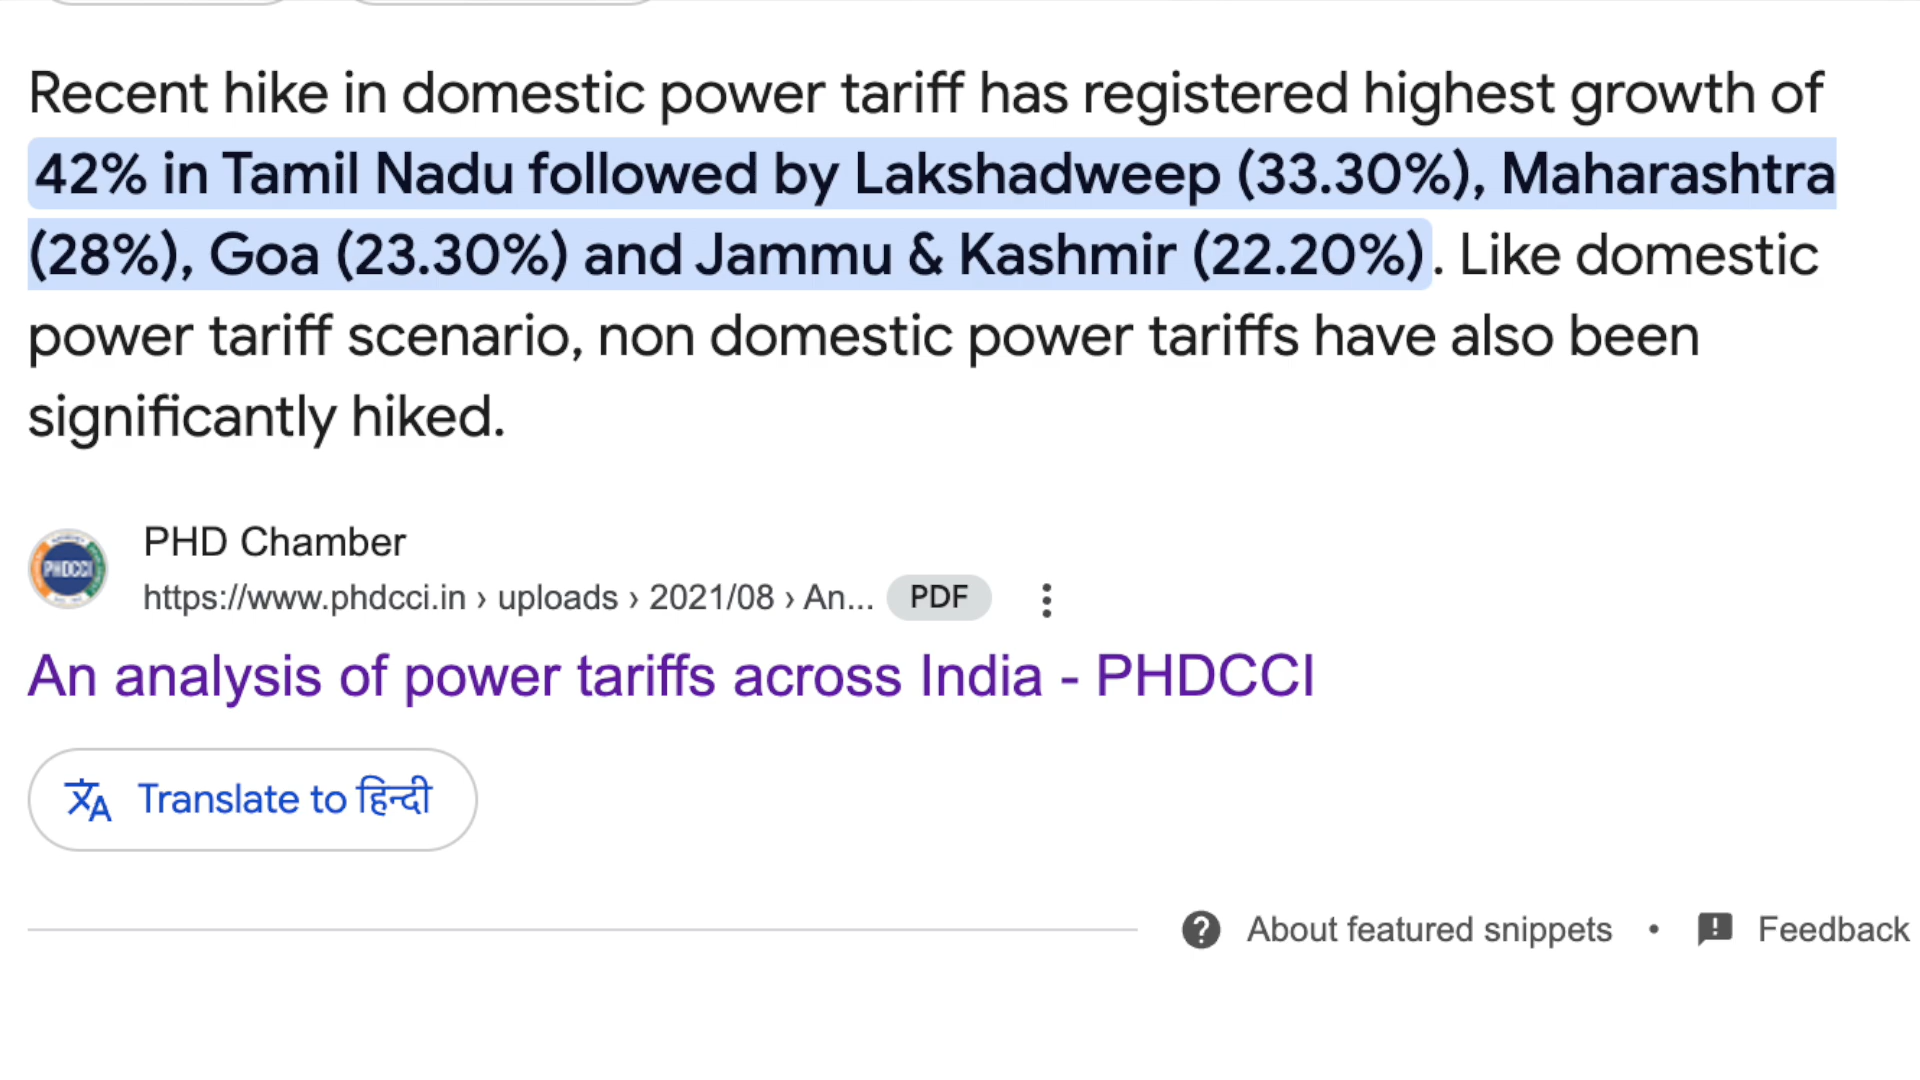 Recent hike in domestic power tariff has registered highest growth of
42% in Tamil Nadu followed by Lakshadweep (33.30%), Maharashtra
(28%), Goa (23.30%) and Jammu & Kashmir (22.20%). Like domestic
power tariff scenario, non domestic power tariffs have also been
significantly hiked.
PHDCCI
PHD Chamber
https://www.phdcci.in › uploads › 2021/08 › An... PDF
An analysis of power tariffs across India - PHDCCI
Translate to हिन्दी
About featured snippets • Feedback